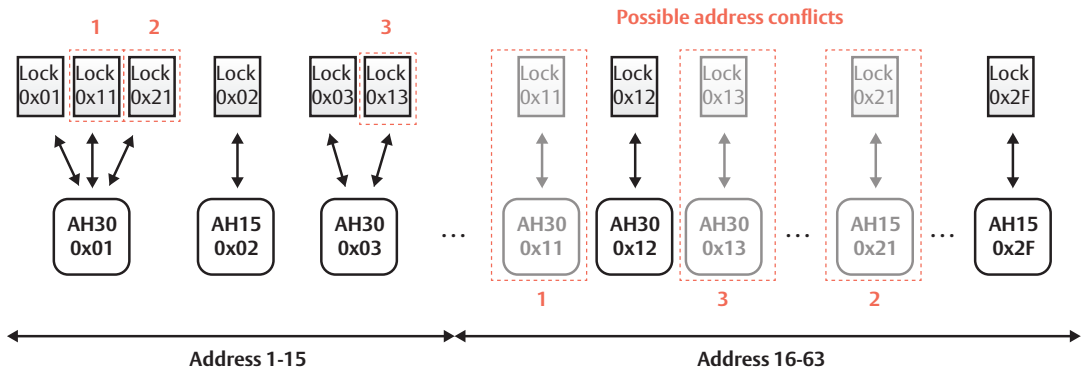 Possible address conflicts
1 2 3
Lock Lock Lock Lock Lock Lock Lock Lock Lock Lock Lock
0x01 0x11 0x21 0x02 0x03 0x13 0x11 0x12 0x13 0x21 0x2F
AH30 AH15 AH30 AH30 AH30 AH30 AH15 AH15
0x01 0x02 0x03 ... 0x11 0x12 0x13 ... 0x21 ... 0x2F
1 3 2
Address 1-15 Address 16-63